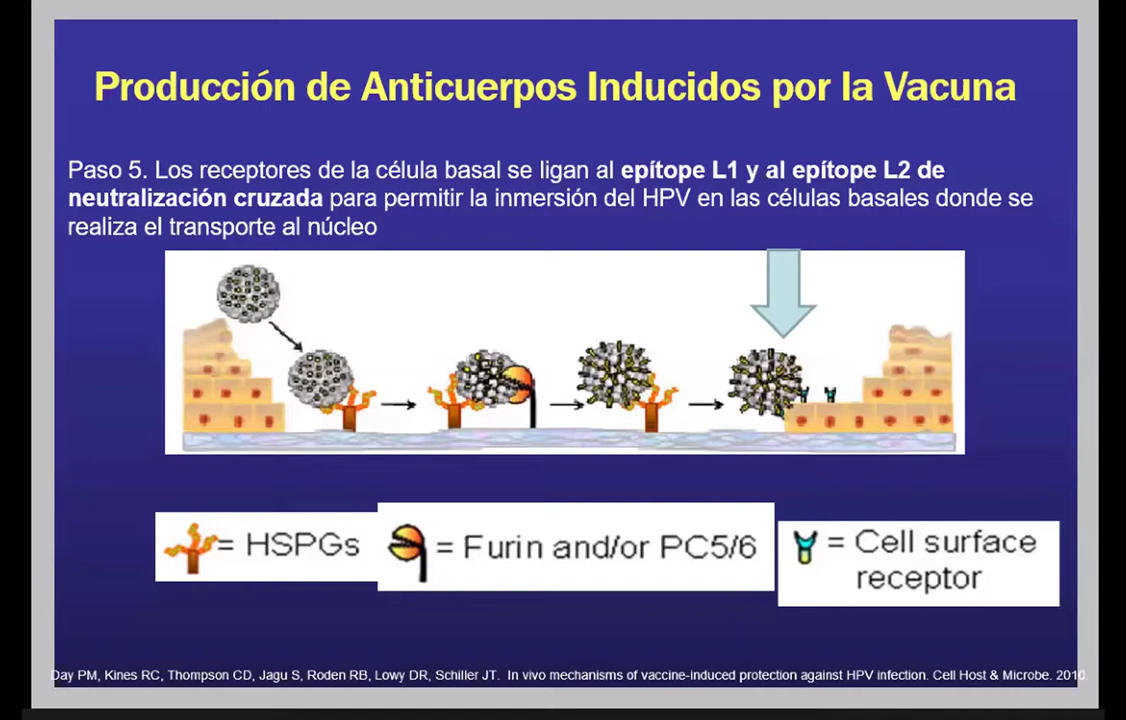 Producción de Anticuerpos Inducidos por la Vacuna
Paso 5. Los receptores de la célula basal se ligan al epítope L1 y al epítope L2 de
neutralización cruzada para permitir la inmersión del HPV en las células basales donde se
realiza el transporte al núcleo
= HSPGs
= Furin and/or PC5/6
= Cell surface
receptor
Day PM, Kines RC, Thompson CD, Jagu S, Roden RB, Lowy DR, Schiller JT. In vivo mechanisms of vaccine-induced protection against HPV infection. Cell Host & Microbe. 2010.